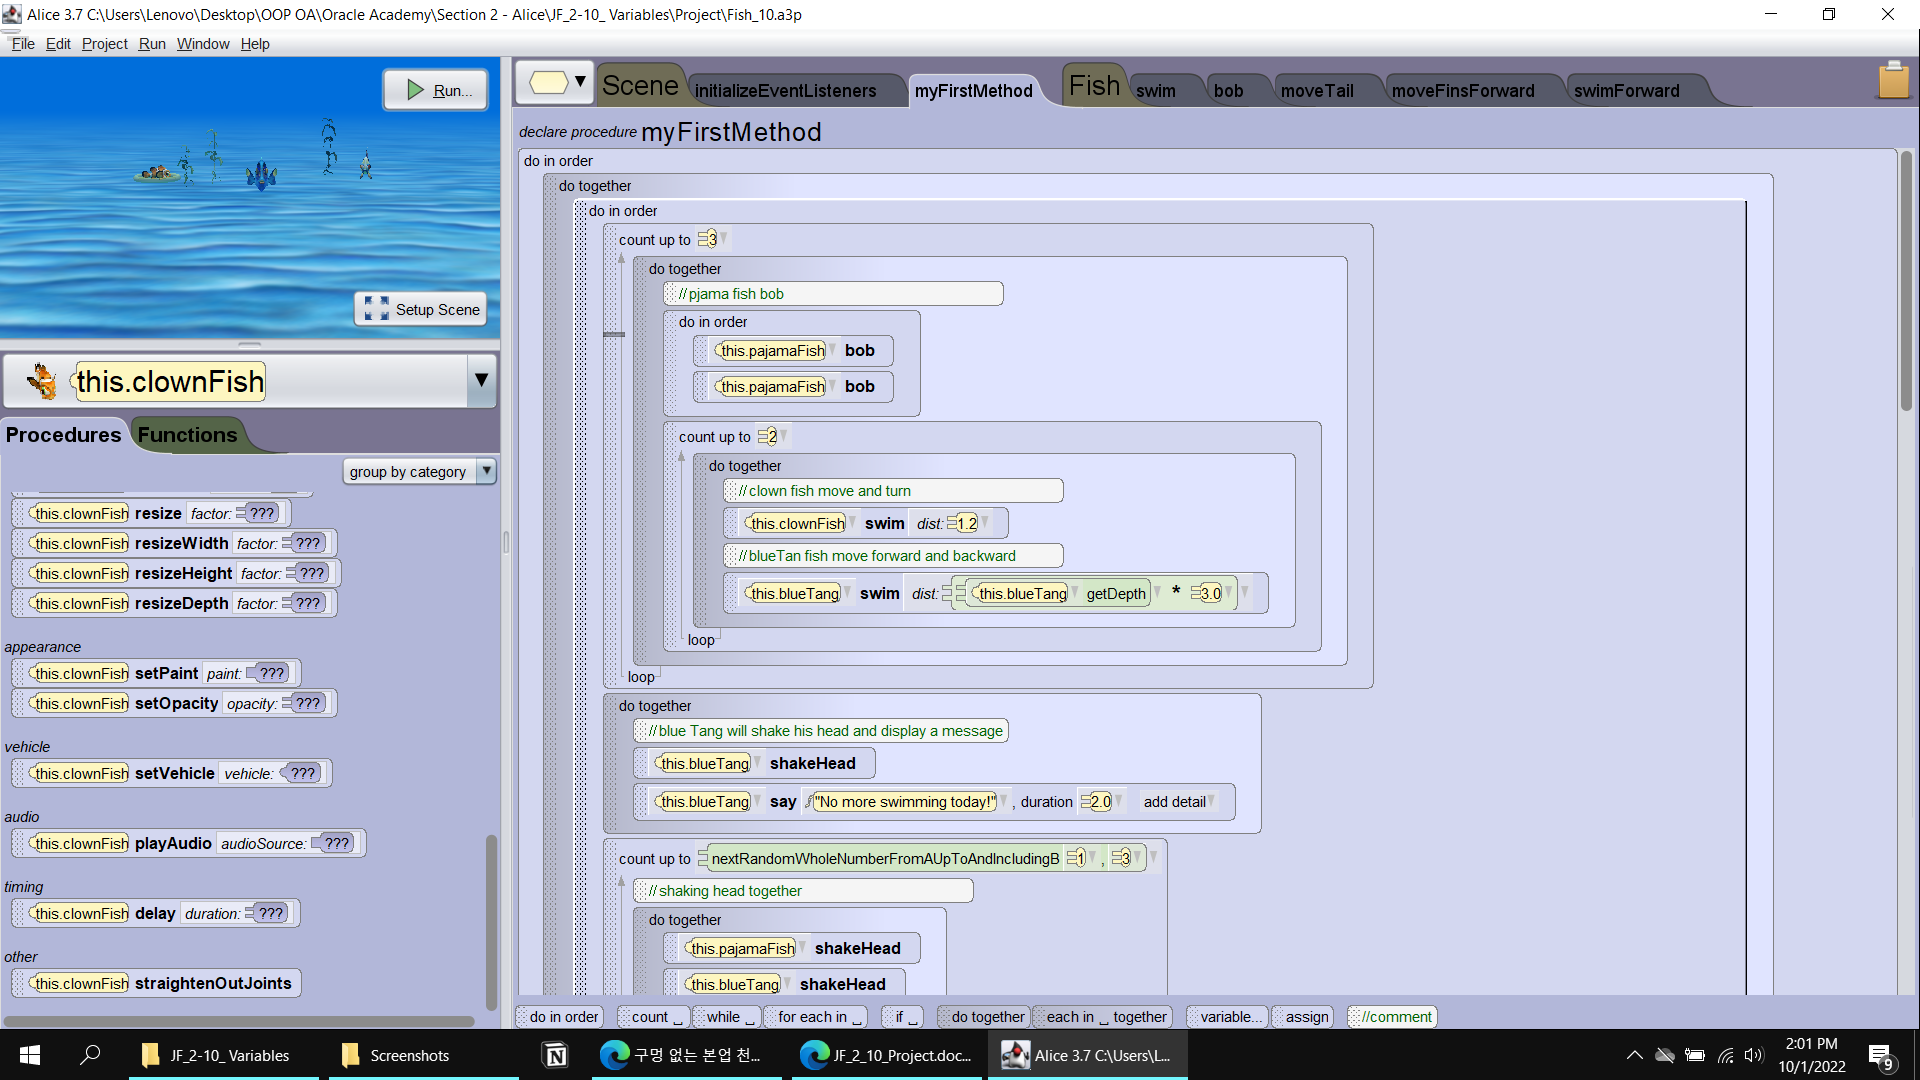 Alice 3.7 C:\Users\Lenovo\Desktop\OOP OA\Oracle Academy\Section 2 - Alice\JF_2-10_ Variables\Project\Fish_10.a3p
File Edit Project Run Window Help
Run...
Setup Scene
this.clownFish
Procedures Functions
group by category
this.clownFish resize factor: ???
this.clownFish resizeWidth factor: ???
this.clownFish resizeHeight factor: ???
this.clownFish resizeDepth factor: ???
appearance
this.clownFish setPaint paint: ???
this.clownFish setOpacity opacity: ???
vehicle
this.clownFish setVehicle vehicle: ???
audio
this.clownFish playAudio audioSource: ???
timing
this.clownFish delay duration: ???
other
this.clownFish straightenOutJoints
Scene initializeEventListeners myFirstMethod Fish swim bob moveTail moveFinsForward swimForward
declare procedure myFirstMethod
do in order
do together
do in order
count up to 3
do together
//pjama fish bob
do in order
this.pajamaFish bob
this.pajamaFish bob
count up to 2
do together
//clown fish move and turn
this.clownFish swim dist: 1.2
//blueTan fish move forward and backward
this.blueTang swim dist: this.blueTang getDepth * 3.0
loop
loop
do together
//blue Tang will shake his head and display a message
this.blueTang shakeHead
this.blueTang say "No more swimming today!" , duration 2.0 add detail
count up to nextRandomWholeNumberFromAUpToAndIncludingB 1 , 3
//shaking head together
do together
this.pajamaFish shakeHead
this.blueTang shakeHead
do in order count _ while _ for each in _ if _ do together each in _ together variable... assign //comment
JF_2-10_ Variables Screenshots 구멍 없는 본업 천... JF_2_10_Project.doc... Alice 3.7 C:\Users\L...
2:01 PM
10/1/2022
9